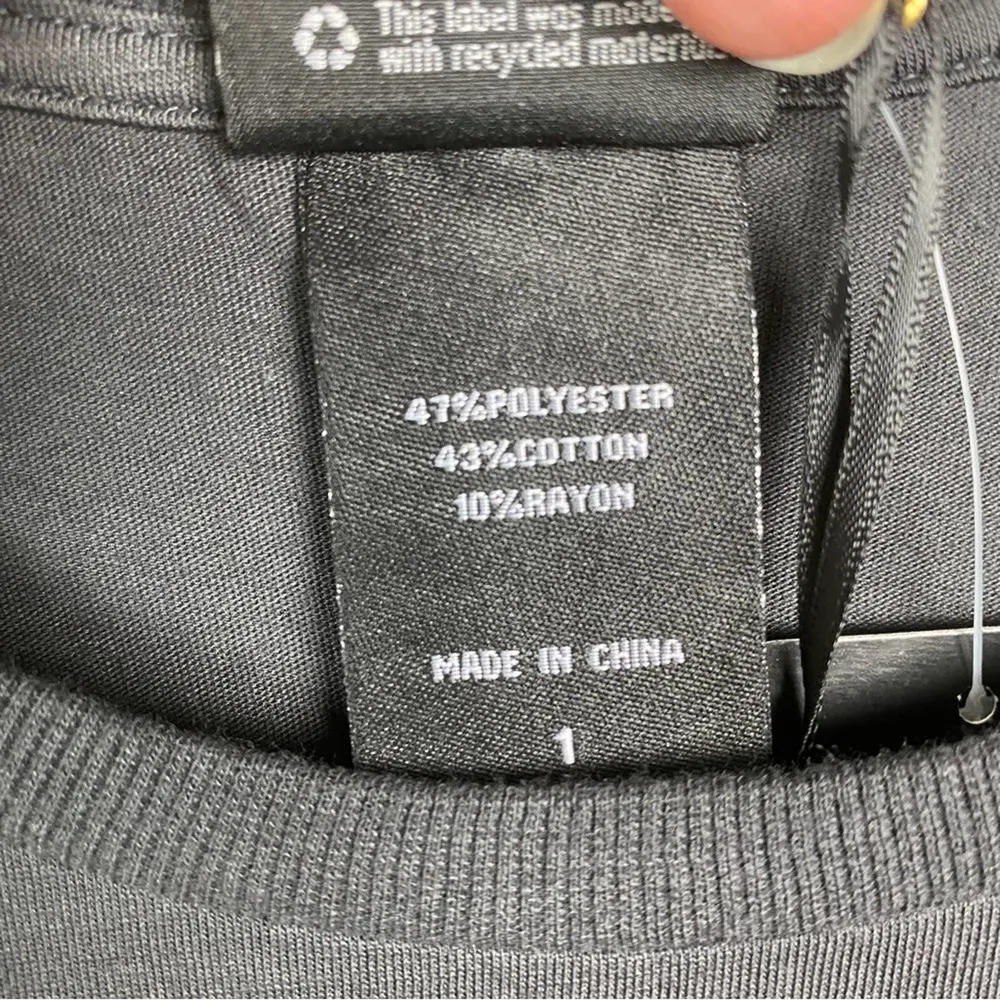 This label was made
with recycled materials
47%POLYESTER
43%COTTON
10%RAYON
MADE IN CHINA
1